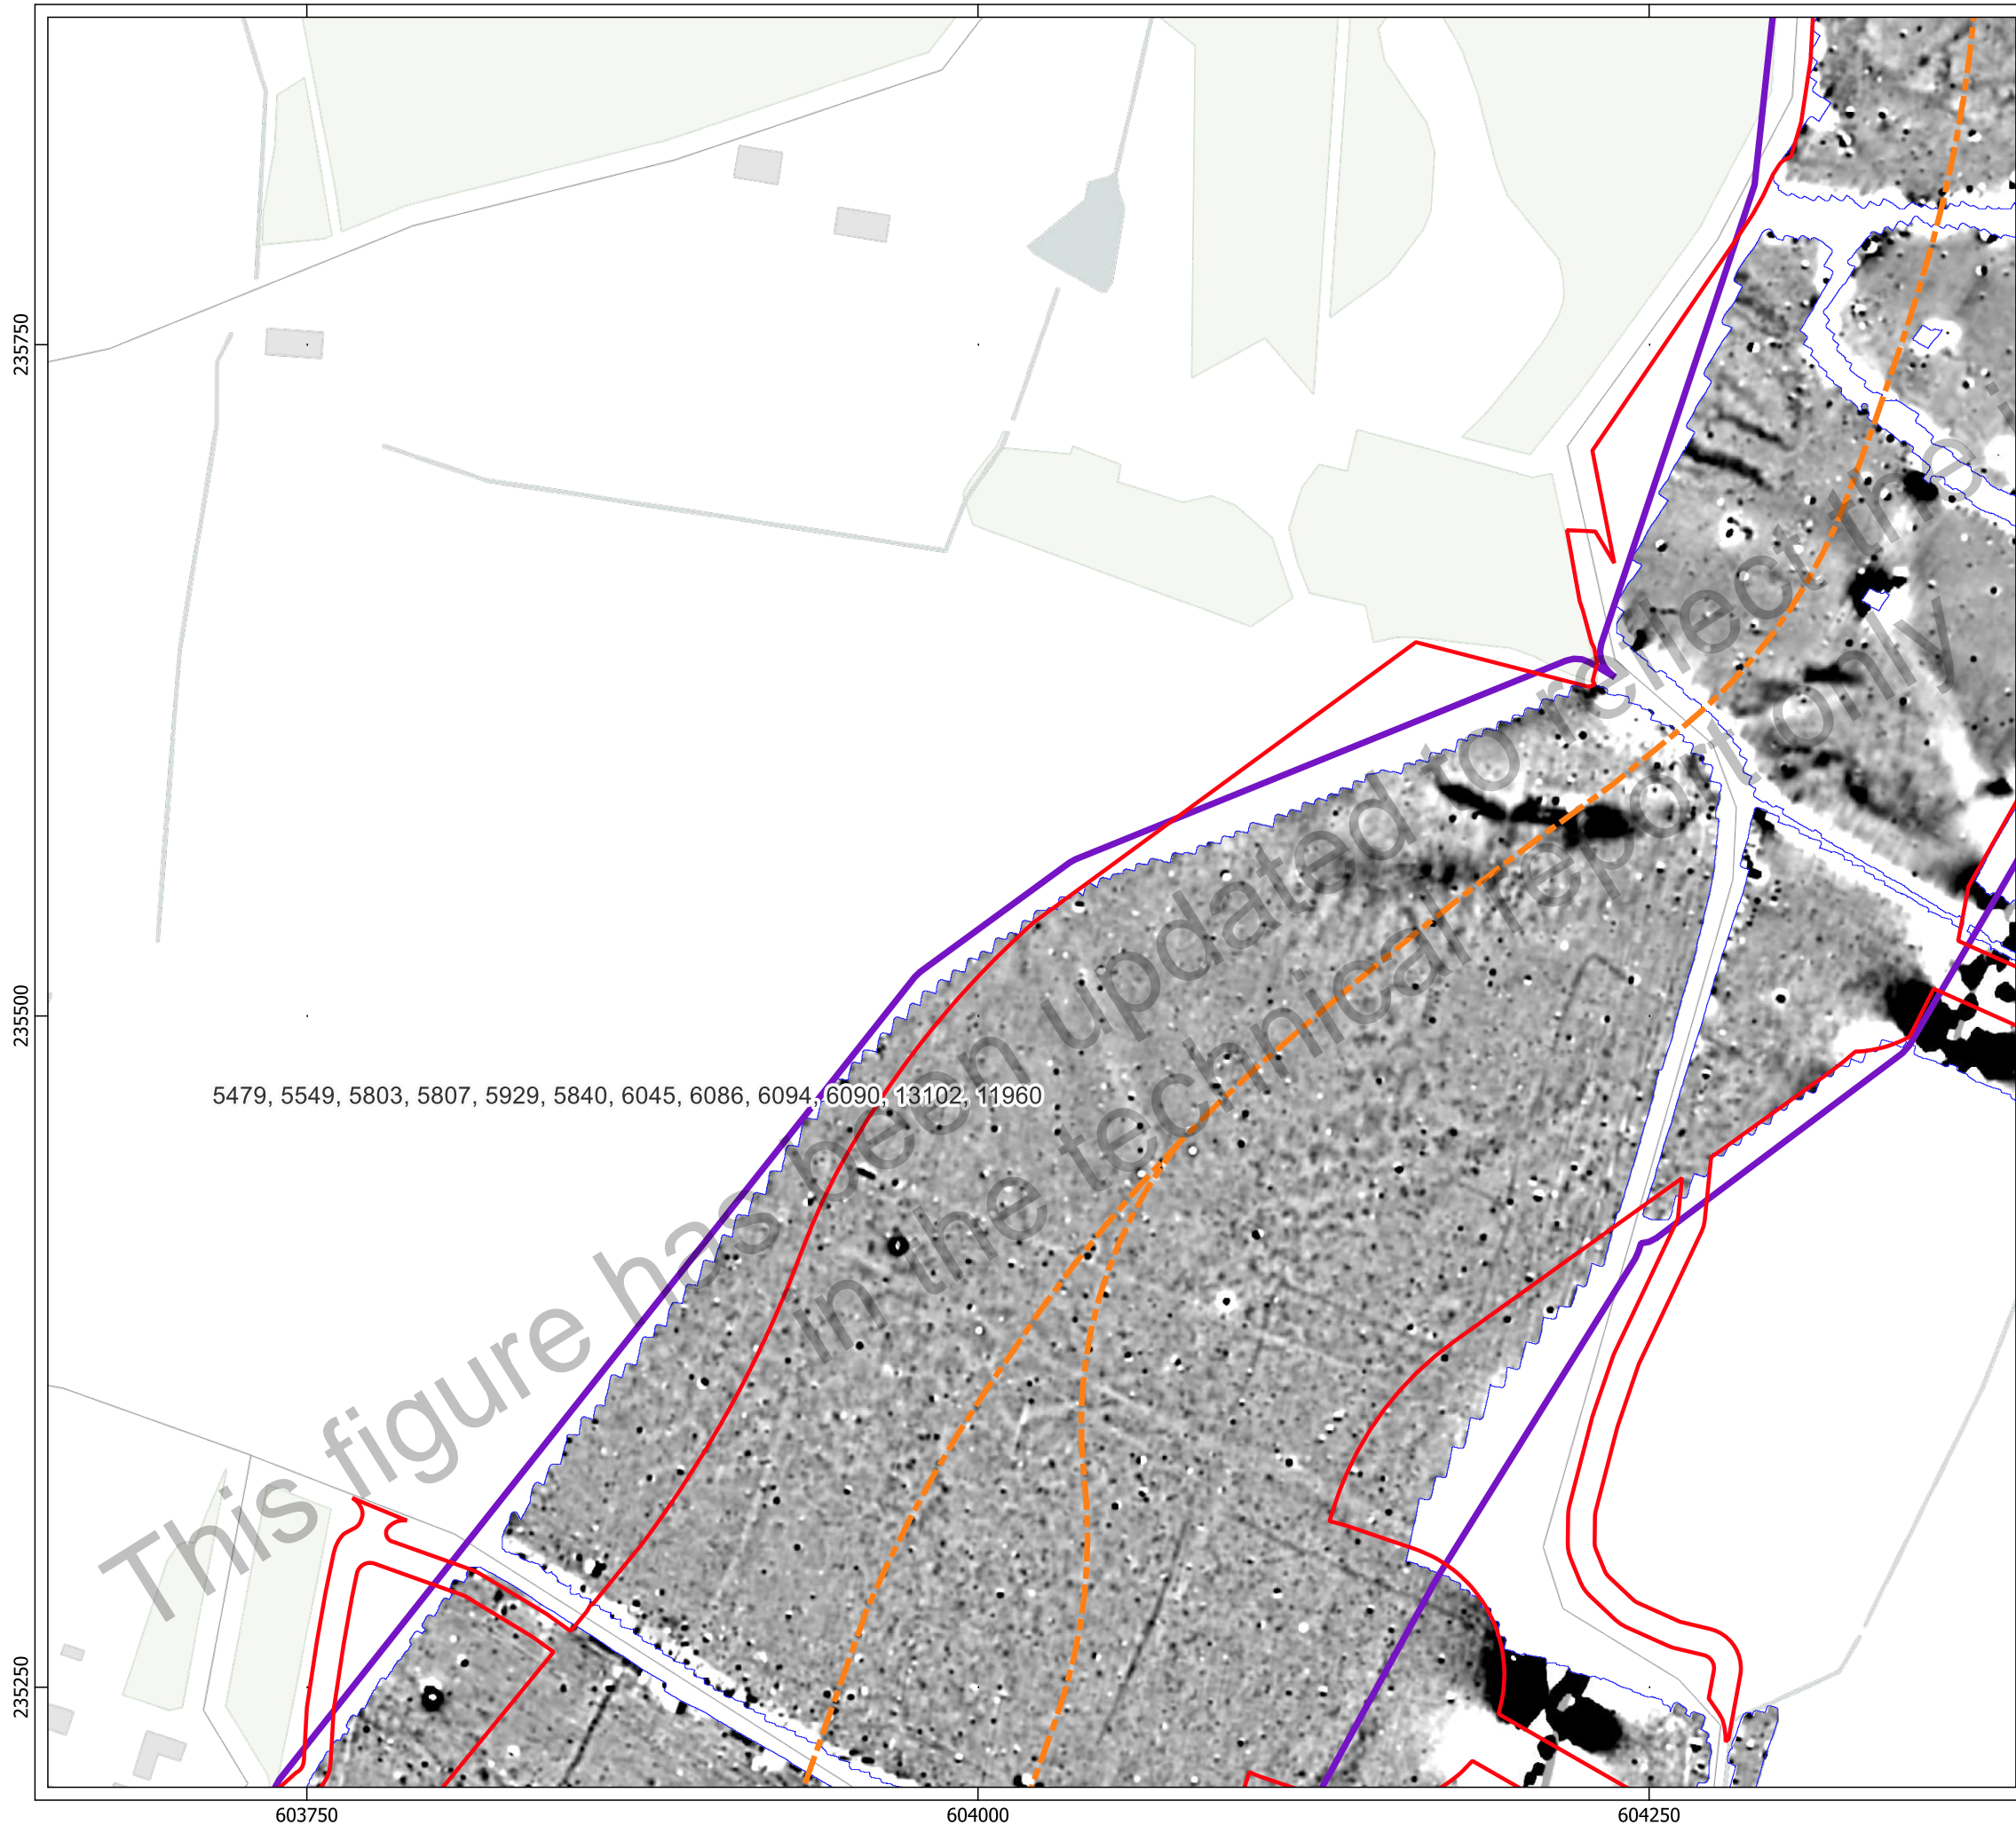 235750
235500
235250
5479, 5549, 5803, 5807, 5929, 5840, 6045, 6086, 6094, 6090, 13102, 11960
This figure has been updated to reflect the i
in the technical report only
603750
604000
604250